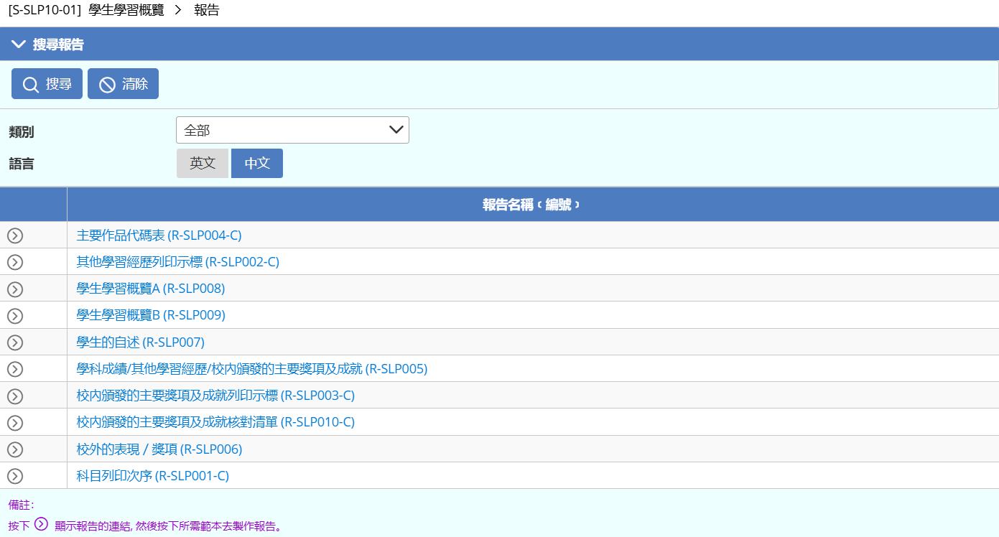 [S-SLP10-01] 學生學習概覽 > 報告
搜尋報告
搜尋 清除
類別 全部
語言 英文 中文
報告名稱﹙編號﹚
主要作品代碼表 (R-SLP004-C)
其他學習經歷列印示標 (R-SLP002-C)
學生學習概覽A (R-SLP008)
學生學習概覽B (R-SLP009)
學生的自述 (R-SLP007)
學科成績/其他學習經歷/校內頒發的主要獎項及成就 (R-SLP005)
校內頒發的主要獎項及成就列印示標 (R-SLP003-C)
校內頒發的主要獎項及成就核對清單 (R-SLP010-C)
校外的表現 / 獎項 (R-SLP006)
科目列印次序 (R-SLP001-C)
備註:
按下 顯示報告的連結, 然後按下所需範本去製作報告。